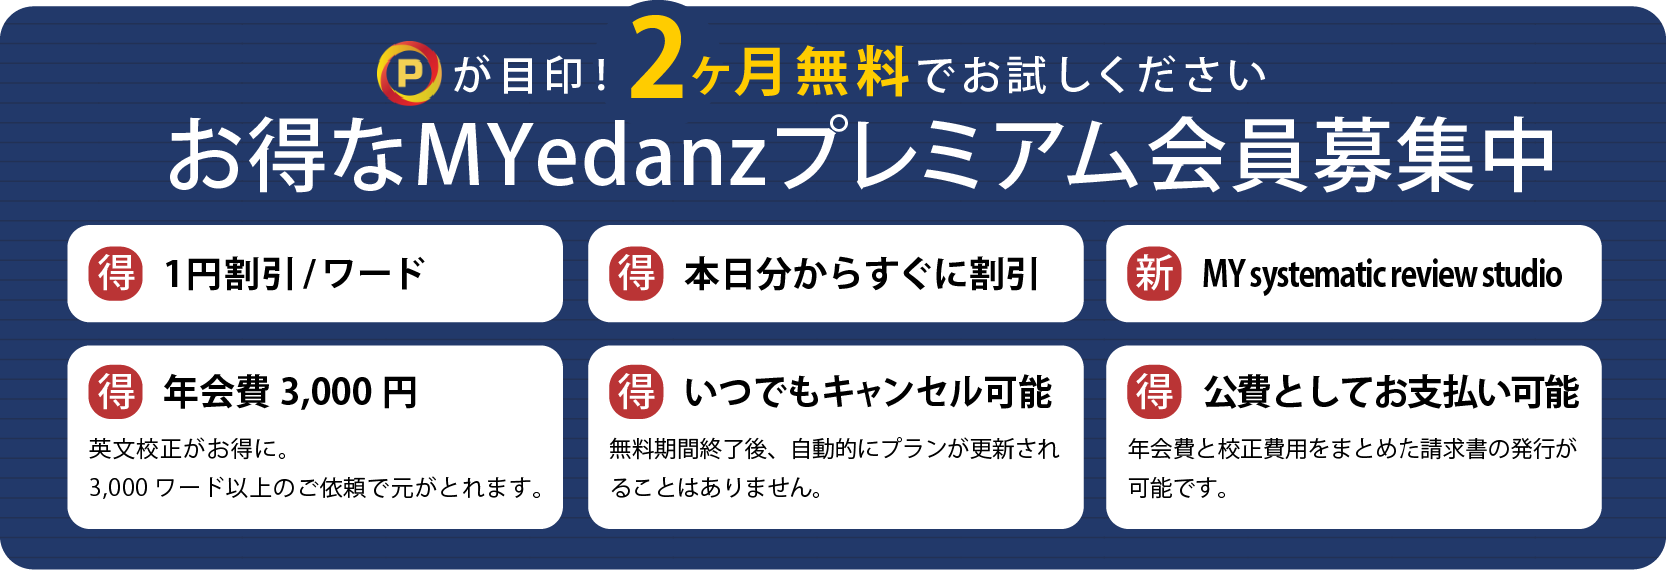 Pが目印！2ヶ月無料でお試しください
お得なMYedanzプレミアム会員募集中
得 1円割引/ワード
得 本日分からすぐに割引
新 MY systematic review studio
得 年会費 3,000 円
英文校正がお得に。
3,000 ワード以上のご依頼で元がとれます。
得 いつでもキャンセル可能
無料期間終了後、自動的にプランが更新され
ることはありません。
得 公費としてお支払い可能
年会費と校正費用をまとめた請求書の発行が
可能です。